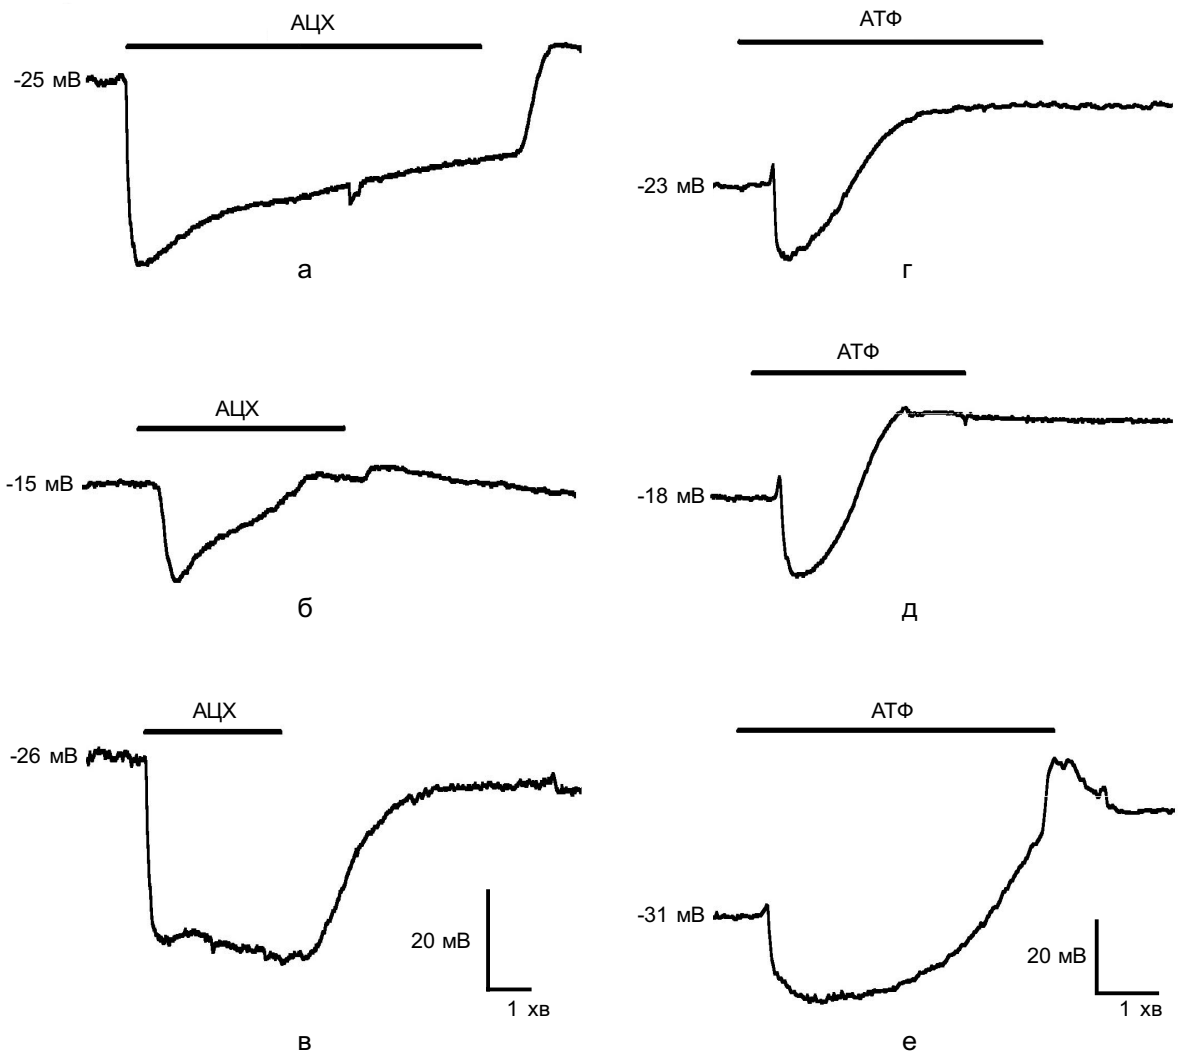 АЦХ
-25 мВ
а
АЦХ
-15 мВ
б
АЦХ
-26 мВ
20 мВ
1 хв
в
АТФ
-23 мВ
г
АТФ
-18 мВ
д
АТФ
-31 мВ
20 мВ
1 хв
е